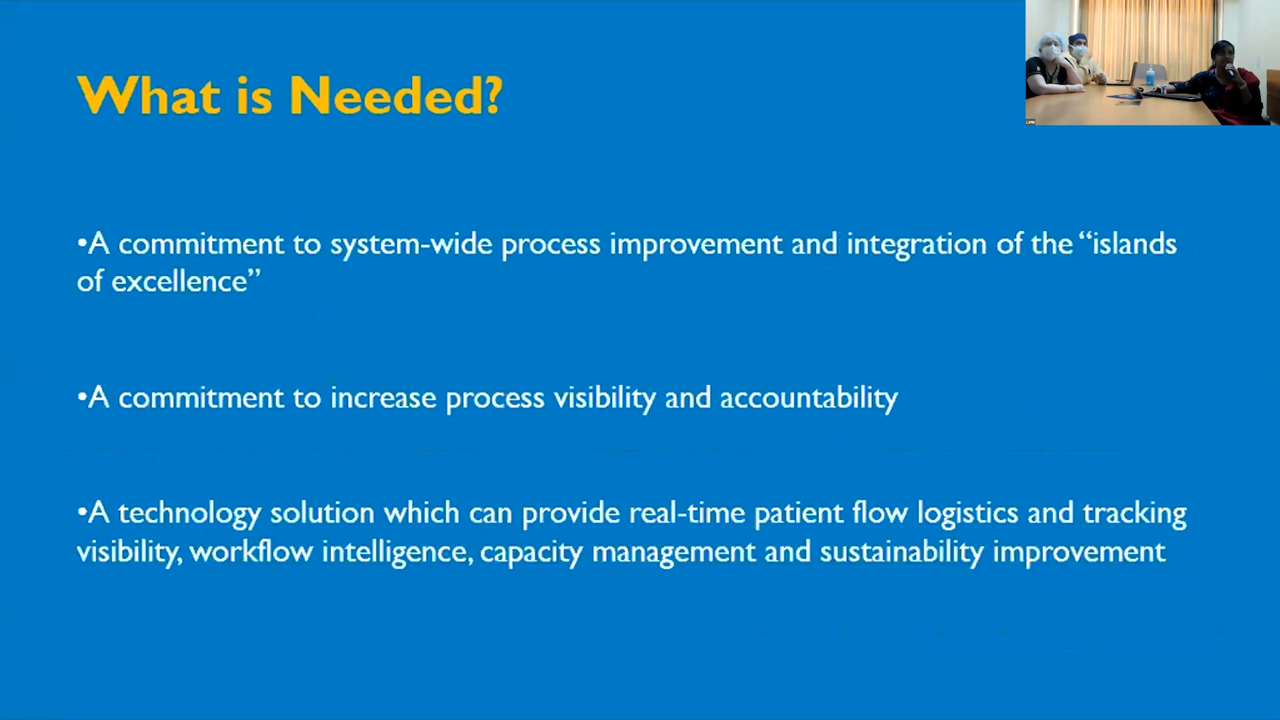 What is Needed?
•A commitment to system-wide process improvement and integration of the “islands
of excellence”
•A commitment to increase process visibility and accountability
•A technology solution which can provide real-time patient flow logistics and tracking
visibility, workflow intelligence, capacity management and sustainability improvement